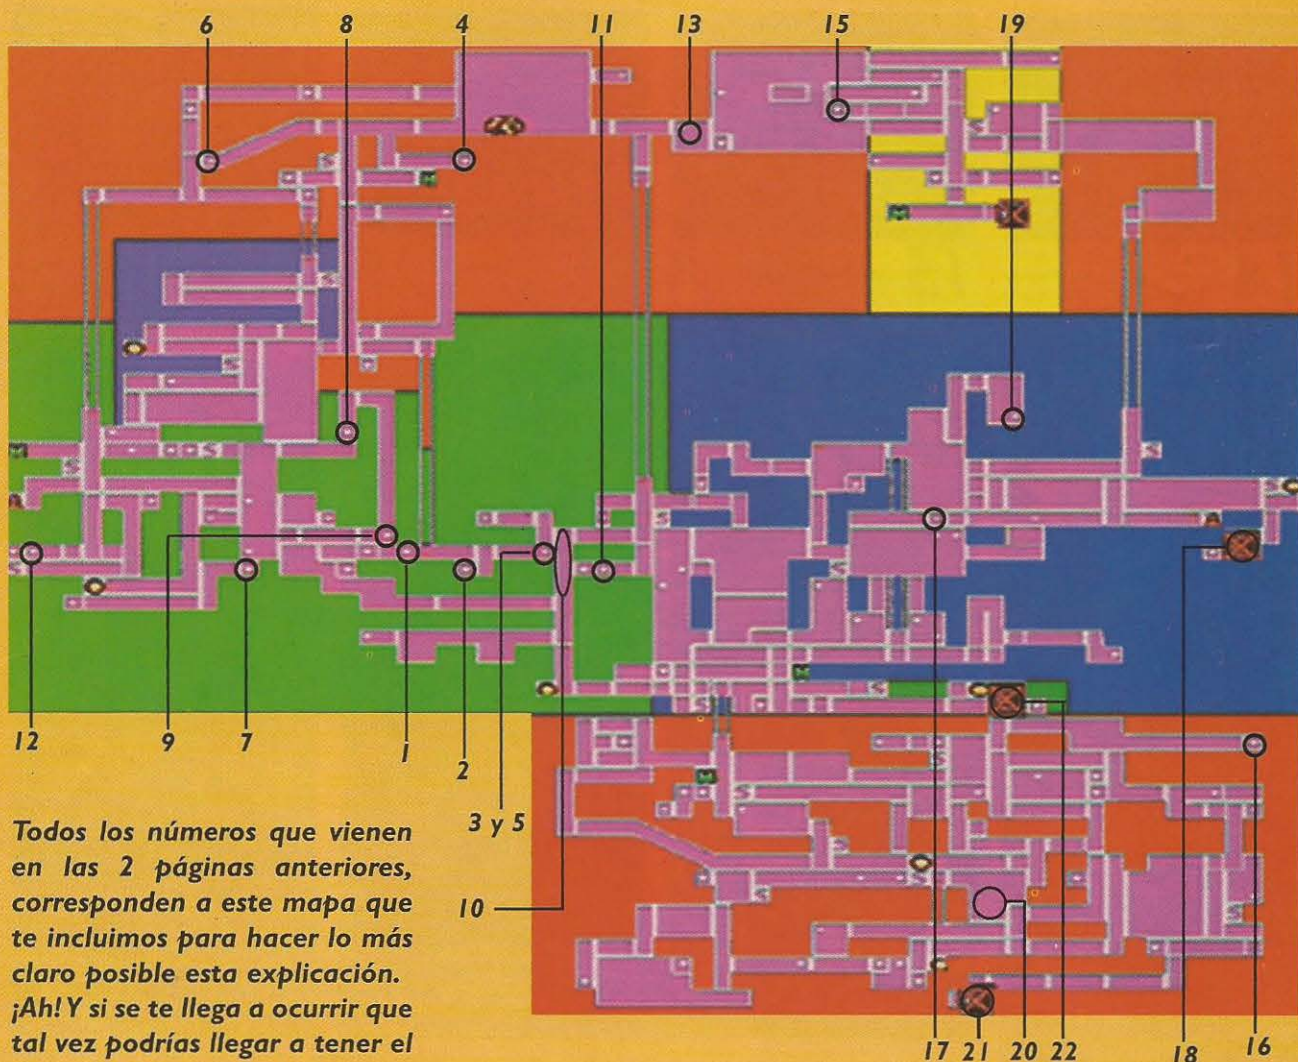 6 8 4 11 13 15 19
12 9 7 1 2
3 y 5
10
17 21 20 22 18 16
Todos los números que vienen
en las 2 páginas anteriores,
corresponden a este mapa que
te incluimos para hacer lo más
claro posible esta explicación.
¡Ah! Y si se te llega a ocurrir que
tal vez podrías llegar a tener el